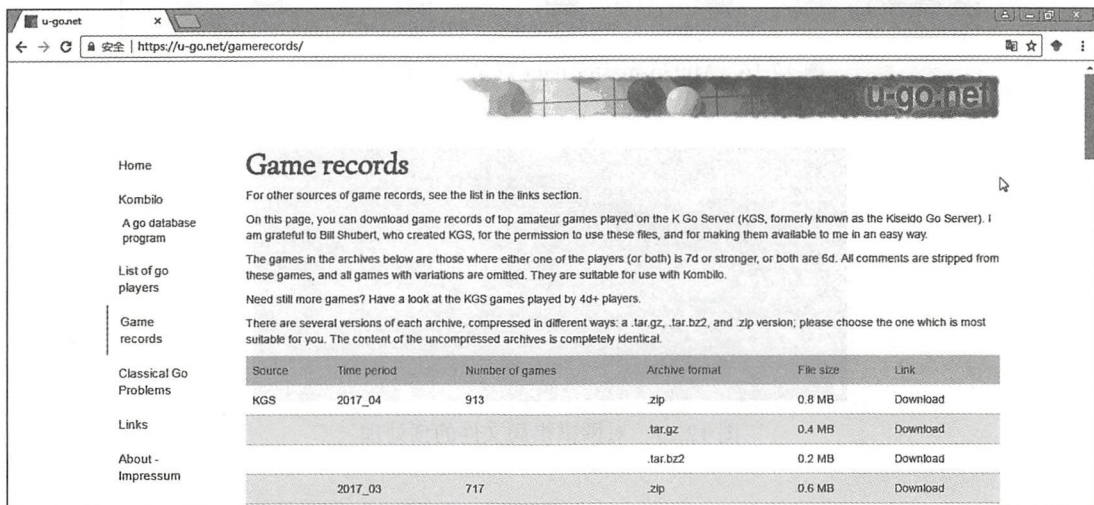 u-go.net
安全 | https://u-go.net/gamerecords/
u-go.net
Home
Kombilo
A go database
program
List of go
players
Game
records
Classical Go
Problems
Links
About -
Impressum
Game records
For other sources of game records, see the list in the links section.
On this page, you can download game records of top amateur games played on the K Go Server (KGS, formerly known as the Kiseido Go Server). I
am grateful to Bill Shubert, who created KGS, for the permission to use these files, and for making them available to me in an easy way.
The games in the archives below are those where either one of the players (or both) is 7d or stronger, or both are 6d. All comments are stripped from
these games, and all games with variations are omitted. They are suitable for use with Kombilo.
Need still more games? Have a look at the KGS games played by 4d+ players.
There are several versions of each archive, compressed in different ways: a .tar.gz, .tar.bz2, and .zip version; please choose the one which is most
suitable for you. The content of the uncompressed archives is completely identical.
Source Time period Number of games Archive format File size Link
KGS 2017_04 913 .zip 0.8 MB Download
.tar.gz 0.4 MB Download
.tar.bz2 0.2 MB Download
2017_03 717 .zip 0.6 MB Download